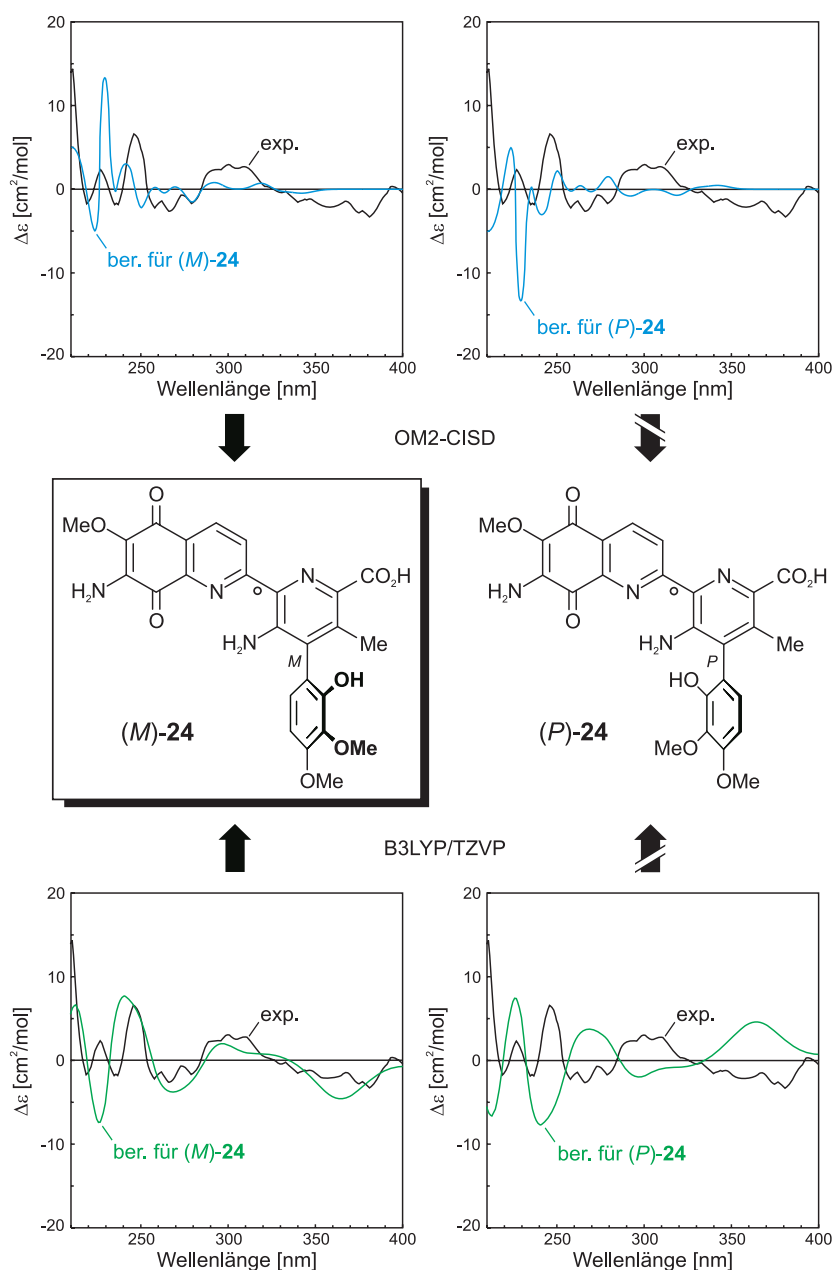 20
10
0
-10
-20
Δε [cm²/mol]
exp.
ber. für (M)-24
200
250
300
350
400
Wellenlänge [nm]
20
10
0
-10
-20
Δε [cm²/mol]
exp.
ber. für (P)-24
250
300
350
400
Wellenlänge [nm]
OM2-CISD
O
MeO
H₂N
O
N
N
CO₂H
H₂N
Me
M
OH
OMe
OMe
(M)-24
O
MeO
H₂N
O
N
N
CO₂H
H₂N
Me
P
HO
MeO
OMe
(P)-24
B3LYP/TZVP
20
10
0
-10
-20
Δε [cm²/mol]
exp.
ber. für (M)-24
250
300
350
400
Wellenlänge [nm]
20
10
0
-10
-20
Δε [cm²/mol]
exp.
ber. für (P)-24
250
300
350
400
Wellenlänge [nm]